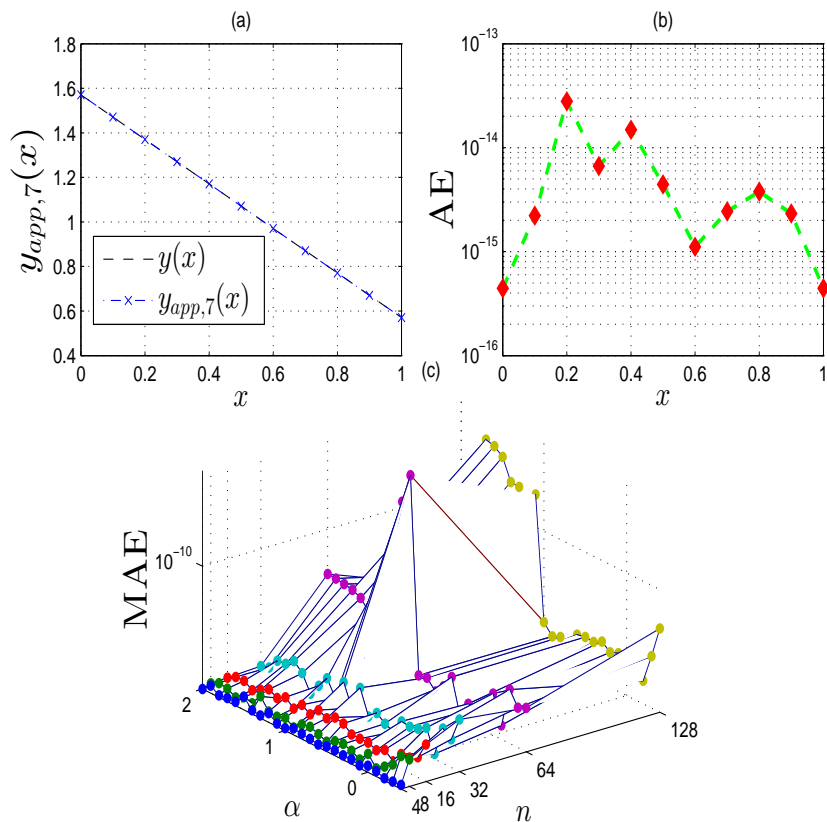 (a)
1.8
1.6
1.4
1.2
1
0.8
0.6
0.4
y_{app,7}(x)
y(x)
y_{app,7}(x)
0 0.2 0.4 0.6 0.8 1
x
(b)
10^{-13}
10^{-14}
10^{-15}
10^{-16}
AE
0 0.2 0.4 0.6 0.8 1
x
(c)
MAE
10^{-10}
2
1
0
α
48 16 32 64 128
n